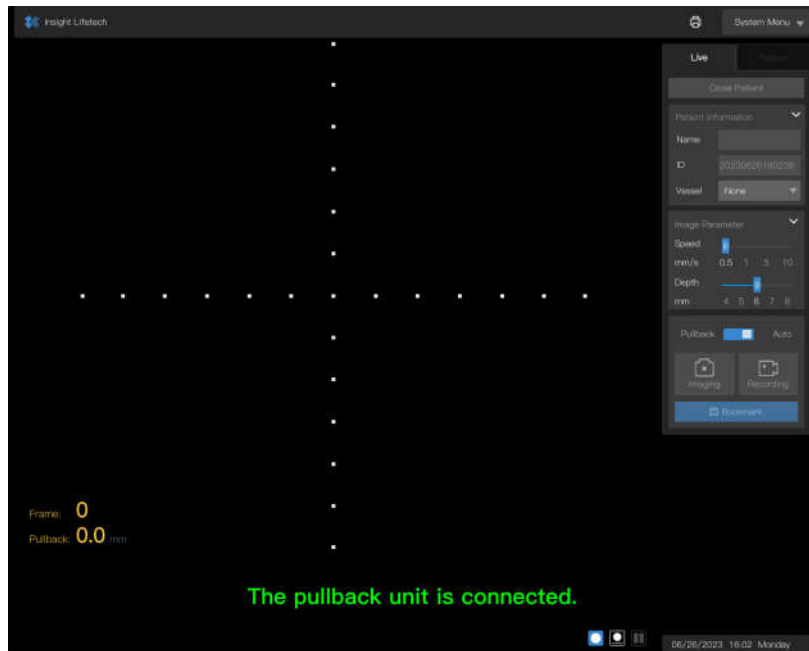 Insight Lifetech
System Menu
Live
Close Patient
Patient Information
Name
ID 20230626160238
Vessel None
Image Parameter
Speed
mm/s 0.5 1 5 10
Depth
mm 4 5 6 7 8
Pullback Auto
Imaging Recording
Bookmark
Frame: 0
Pullback: 0.0 mm
The pullback unit is connected.
06/26/2023 16:02 Monday